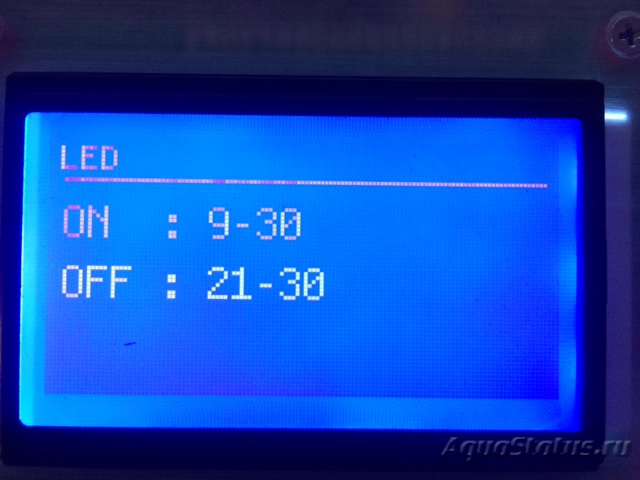 LED
ON : 9-30
OFF : 21-30
AquaStatus.ru